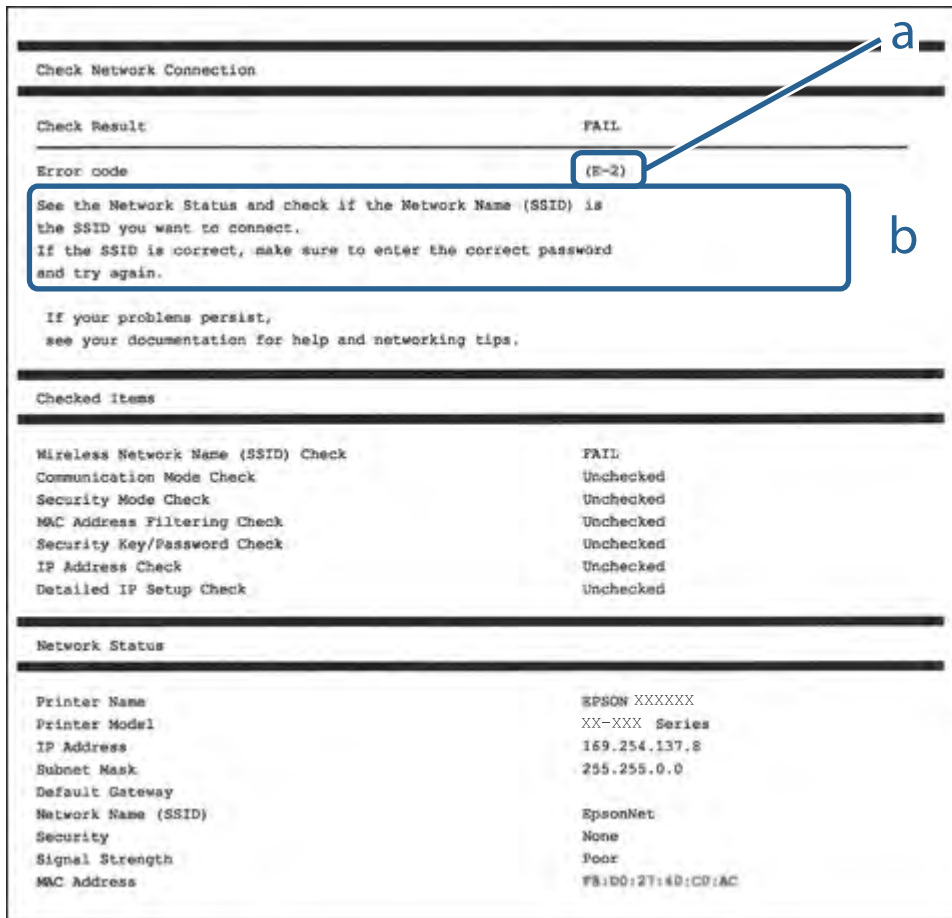 a
Check Network Connection
Check Result FAIL
Error code (E-2)
See the Network Status and check if the Network Name (SSID) is
the SSID you want to connect.
If the SSID is correct, make sure to enter the correct password
and try again.
b
If your problems persist,
see your documentation for help and networking tips.
Checked Items
Wireless Network Name (SSID) Check FAIL
Communication Mode Check Unchecked
Security Mode Check Unchecked
MAC Address Filtering Check Unchecked
Security Key/Password Check Unchecked
IP Address Check Unchecked
Detailed IP Setup Check Unchecked
Network Status
Printer Name EPSON XXXXXX
Printer Model XX-XXX Series
IP Address 169.254.137.8
Subnet Mask 255.255.0.0
Default Gateway
Network Name (SSID) EpsonNet
Security None
Signal Strength Poor
MAC Address F8:D0:27:40:CD:AC